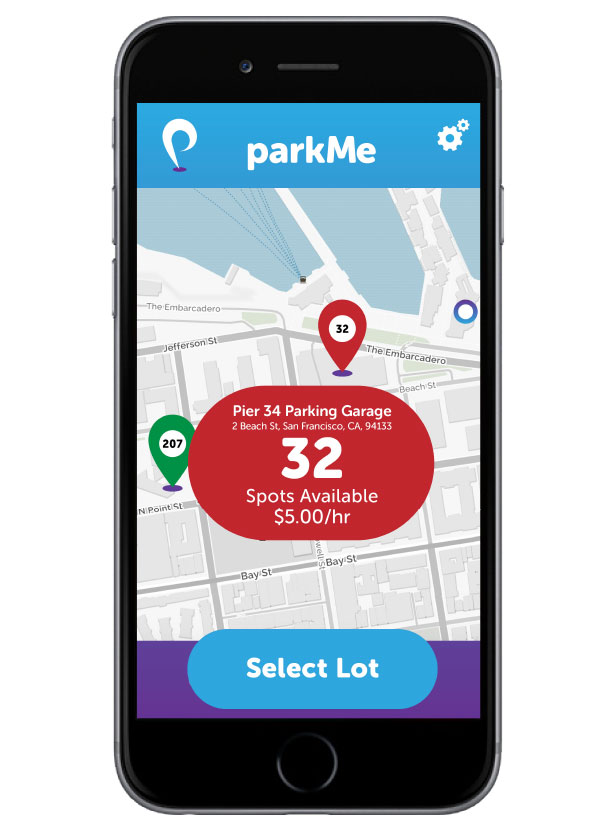 parkMe
The Embarcadero
32
Jefferson St
The Embarcadero
Beach St
Pier 34 Parking Garage
2 Beach St, San Francisco, CA, 94133
32
Spots Available
$5.00/hr
207
N Point St
Bay St
Bay St
Select Lot